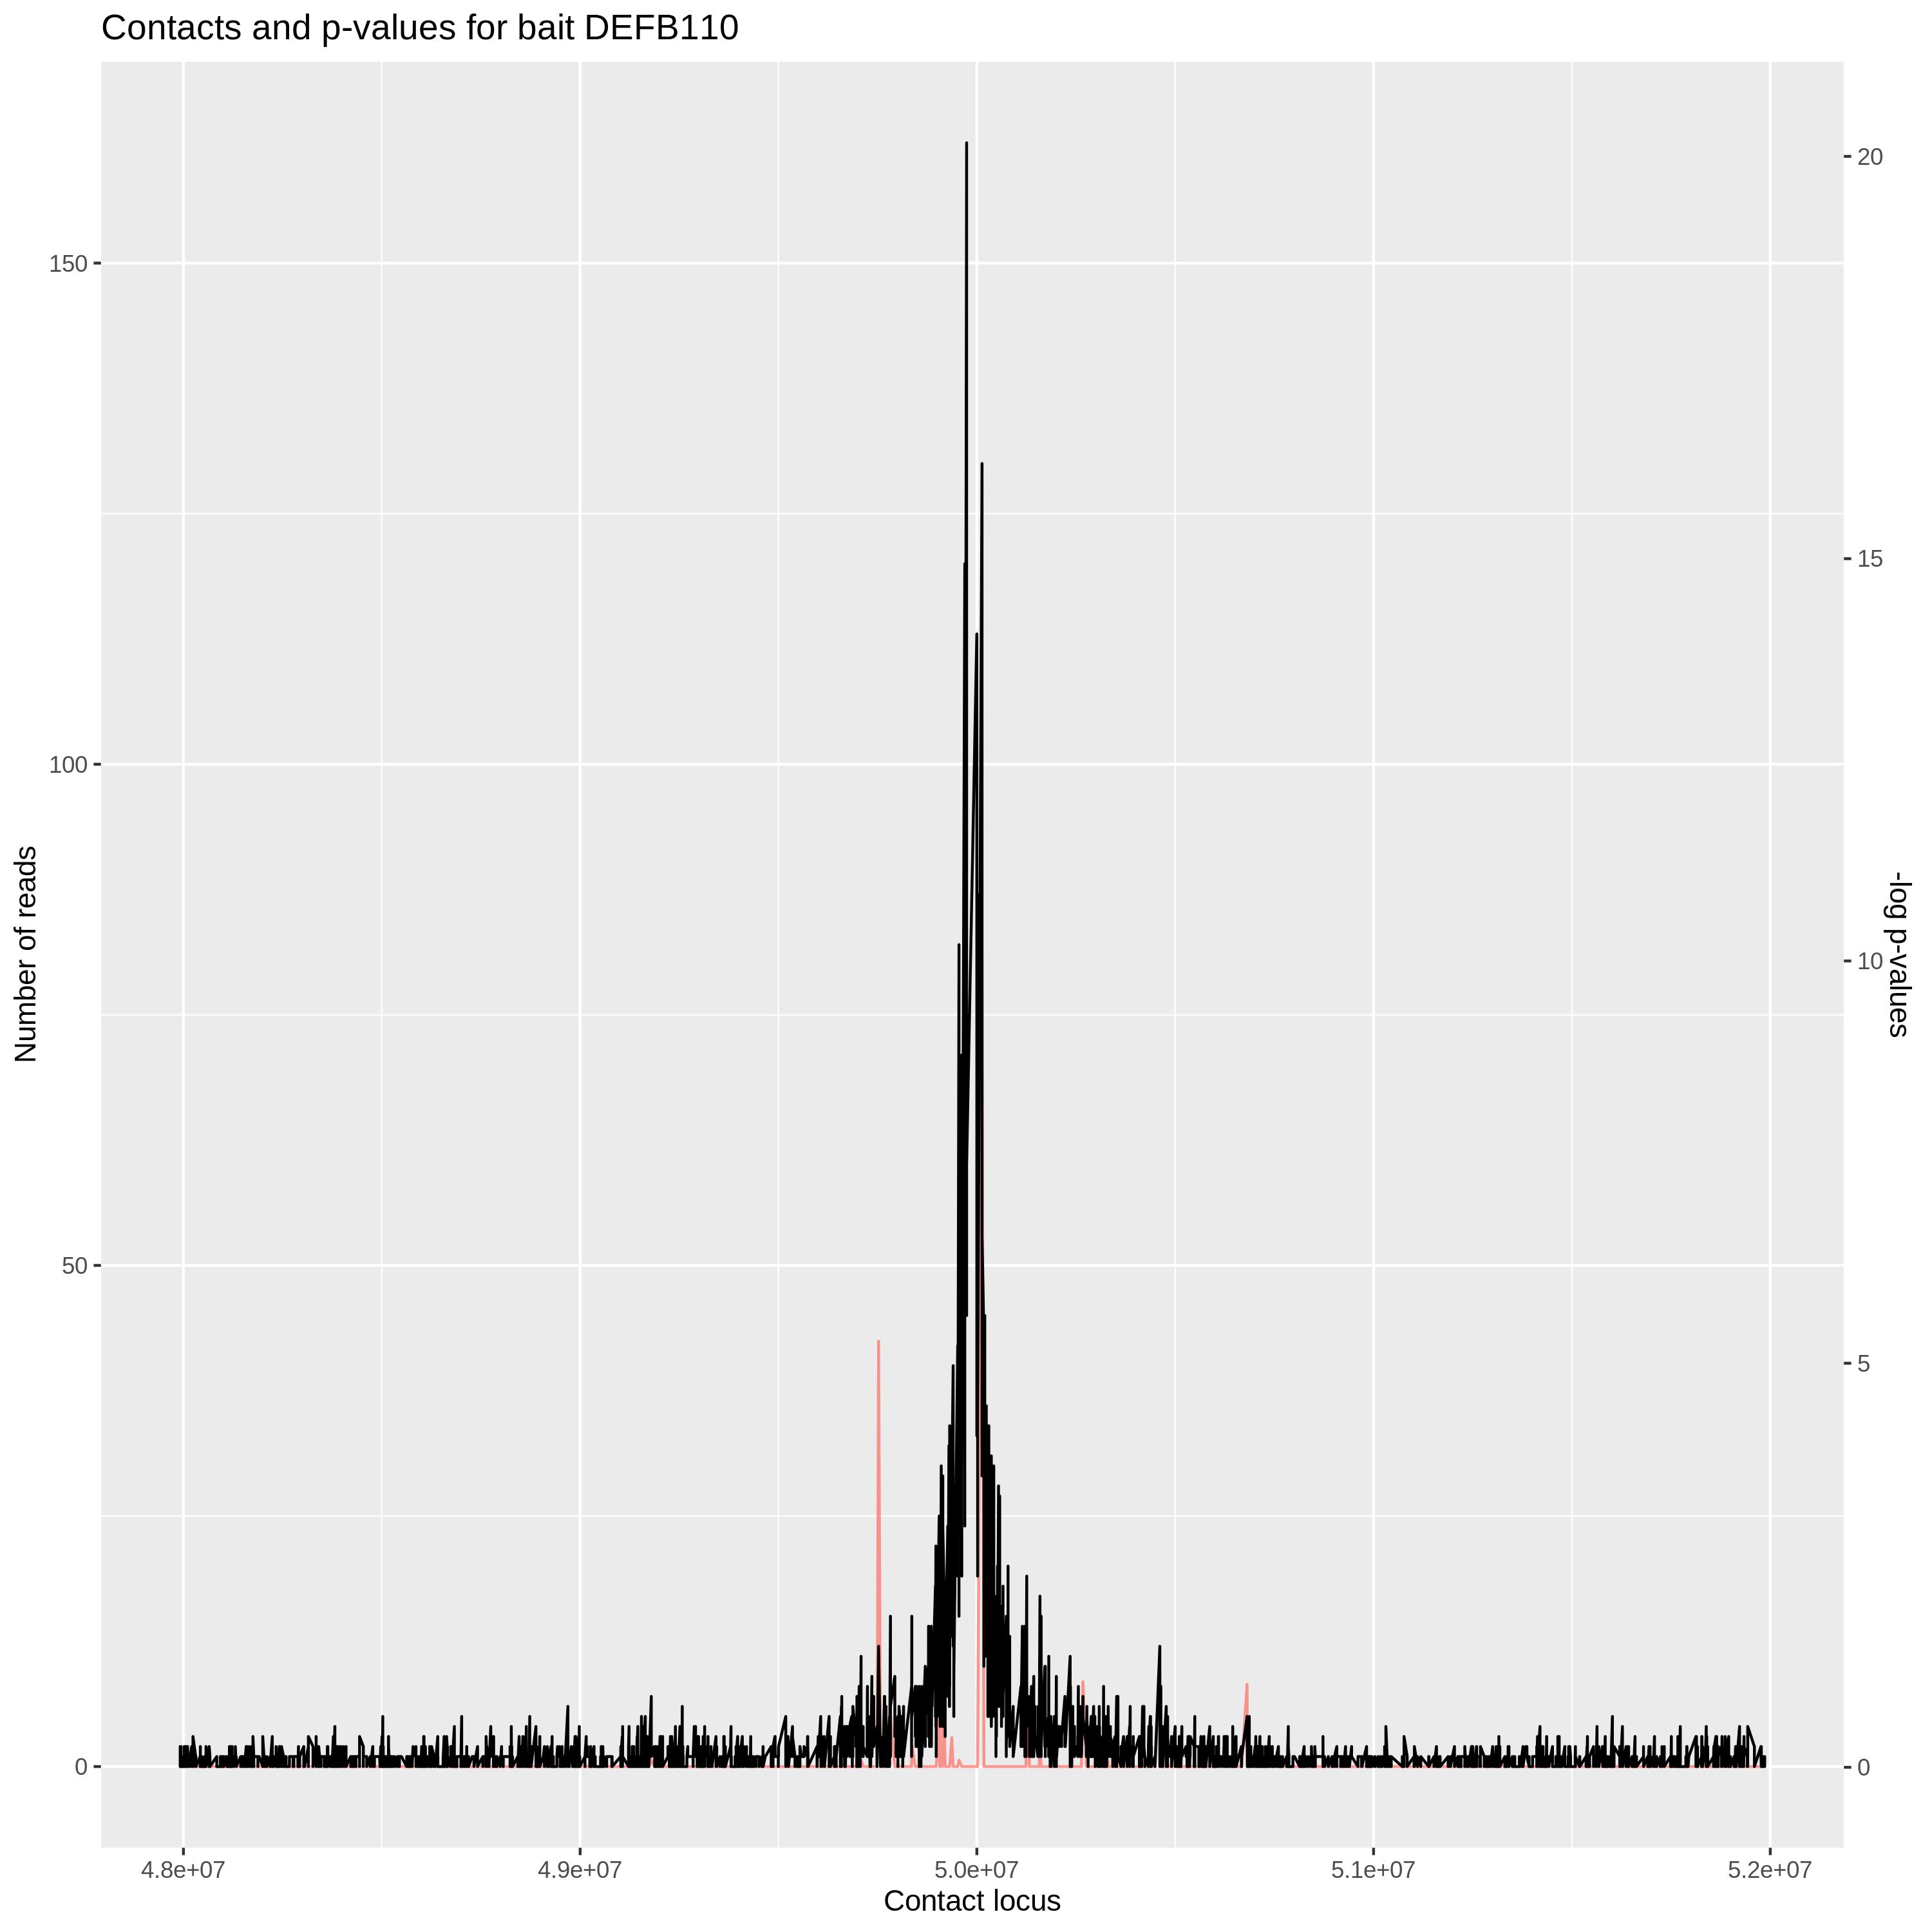 Contacts and p-values for bait DEFB110
150
100
50
0
Number of reads
20
15
10
5
0
-log p-values
4.8e+07
4.9e+07
5.0e+07
5.1e+07
5.2e+07
Contact locus